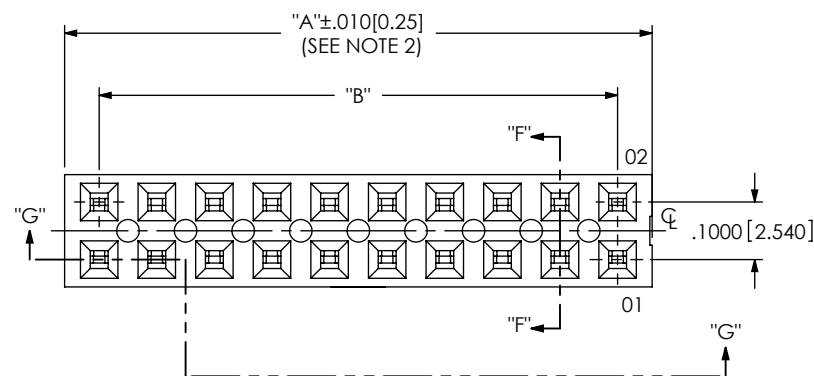 "A"±.010[0.25]
(SEE NOTE 2)
"B"
"F"
02
"G"
℄
.1000 [2.540]
"F"
01
"G"